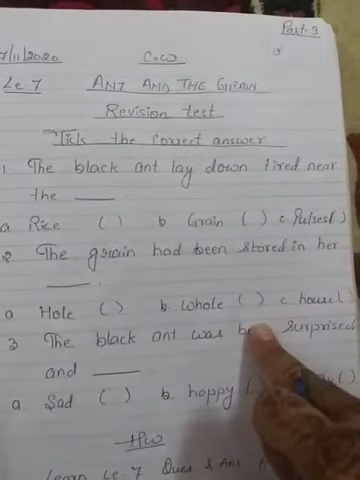 Part-3
7/11/2020 C.W
Le 7 ANT AND THE GRAIN
Revision test
Tick the correct answer
1 The black ant lay down tired near
the ____.
a Rice ( ) b Grain ( ) c Pulses( )
2 The grain had been stored in her
____.
a Hole ( ) b. Whole ( ) c house( )
3 The black ant was surprised
and ____
a Sad ( ) b. happy ( ) ( )
HW
Learn Le-7 Ques & Ans